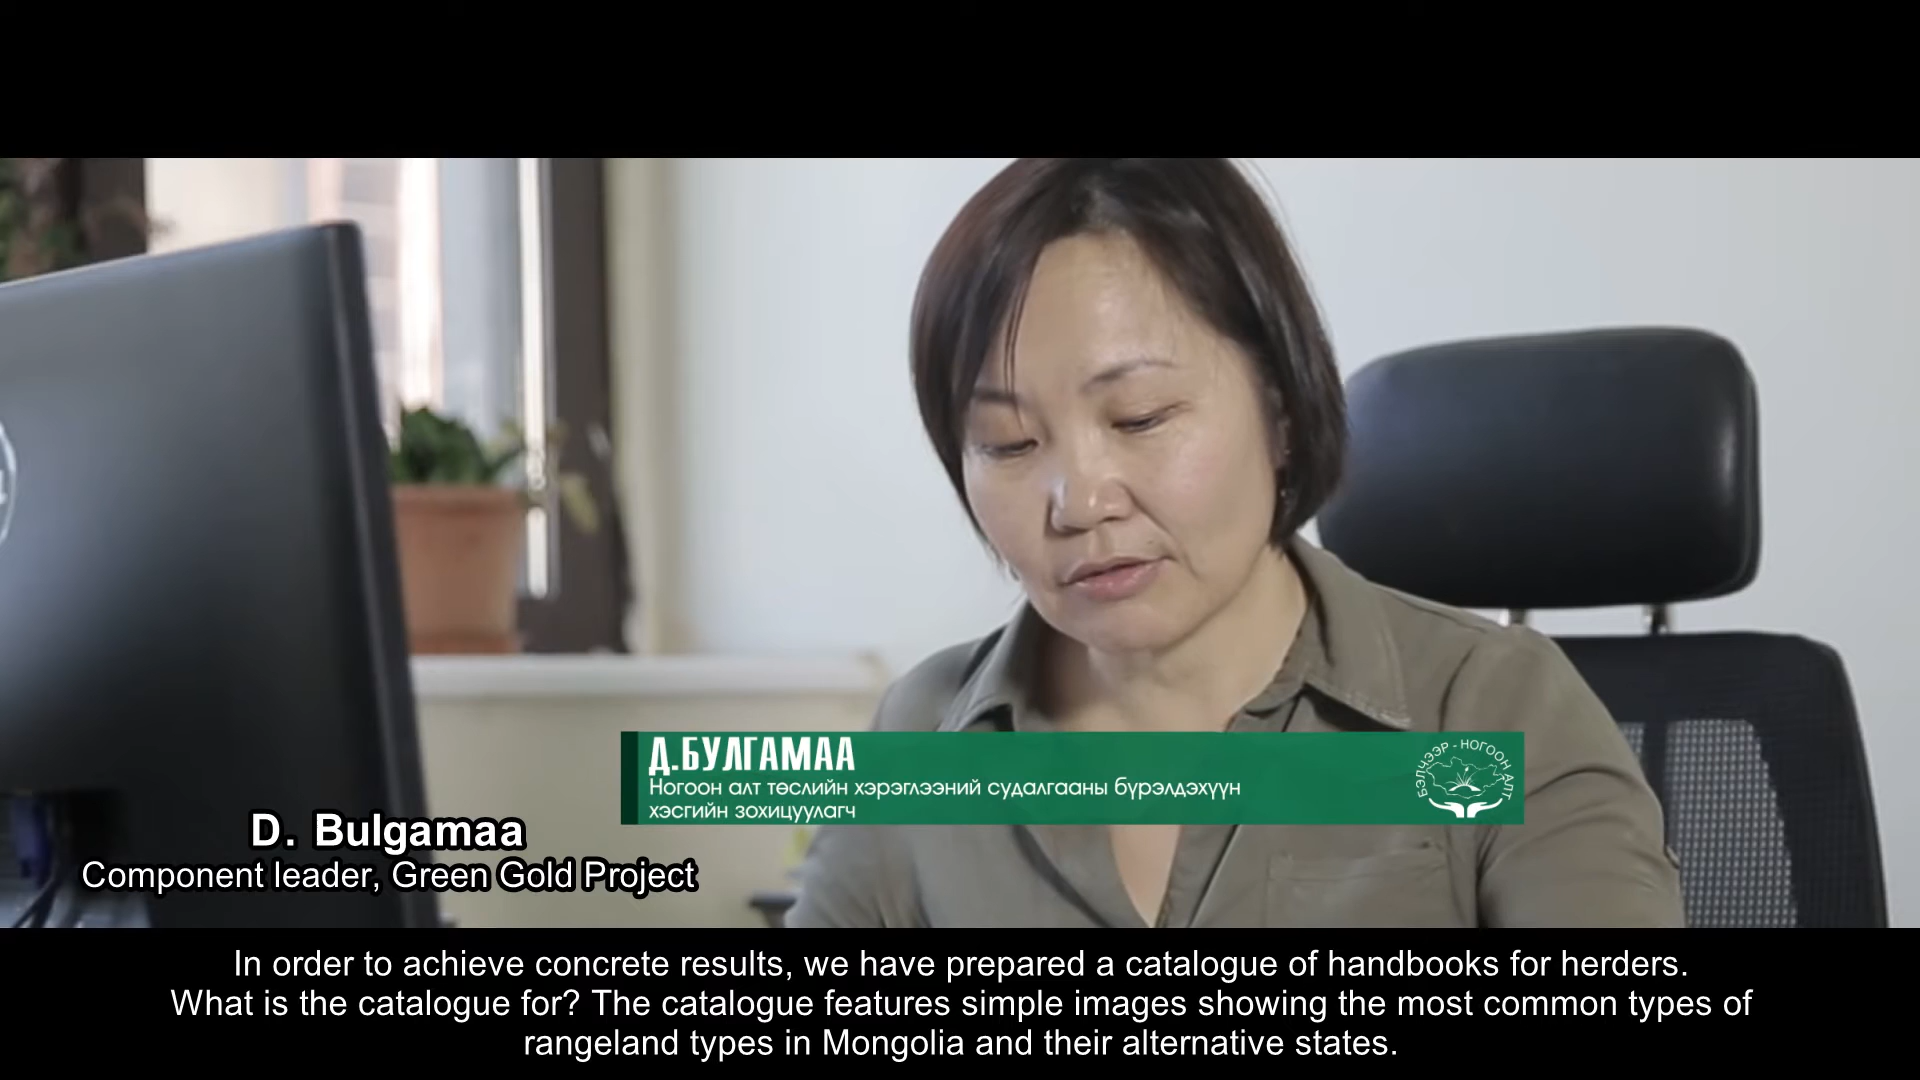 Д.БУЛГАМАА
Ногоон алт төслийн хэрэглээний судалгааны бүрэлдэхүүн
хэсгийн зохицуулагч
БЭЛЧЭЭР - НОГООН АЛТ
D. Bulgamaa
Component leader, Green Gold Project
In order to achieve concrete results, we have prepared a catalogue of handbooks for herders.
What is the catalogue for? The catalogue features simple images showing the most common types of
rangeland types in Mongolia and their alternative states.